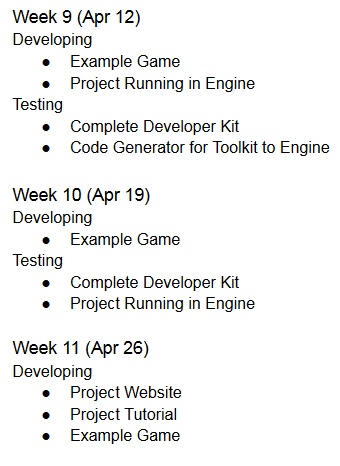 Week 9 (Apr 12)
Developing
● Example Game
● Project Running in Engine
Testing
● Complete Developer Kit
● Code Generator for Toolkit to Engine
Week 10 (Apr 19)
Developing
● Example Game
Testing
● Complete Developer Kit
● Project Running in Engine
Week 11 (Apr 26)
Developing
● Project Website
● Project Tutorial
● Example Game